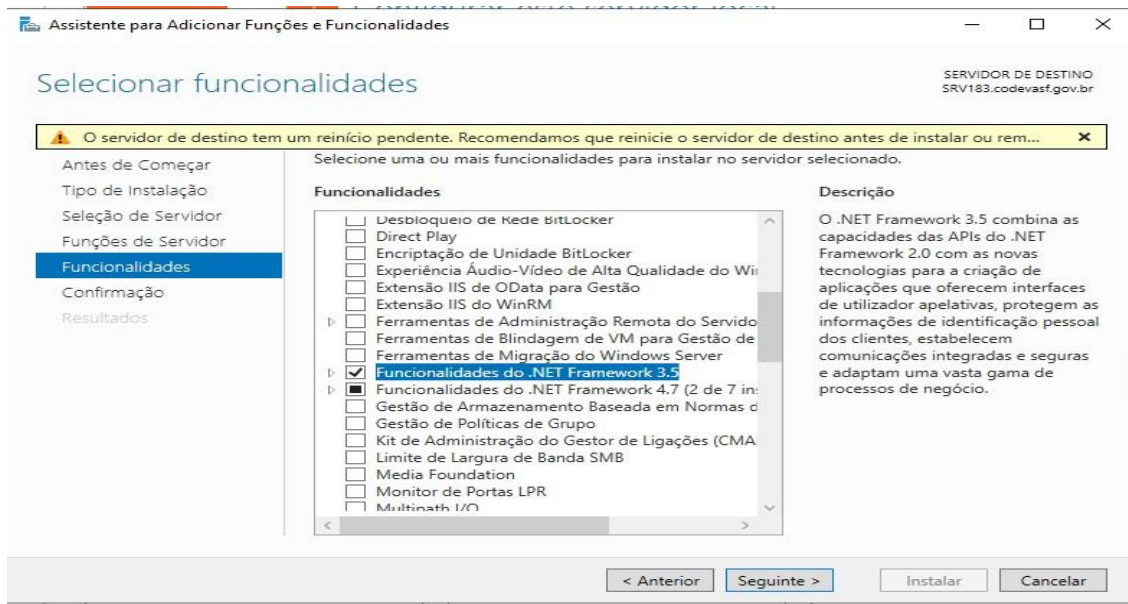 Assistente para Adicionar Funções e Funcionalidades
Selecionar funcionalidades
SERVIDOR DE DESTINO
SRV183.codevasf.gov.br
O servidor de destino tem um reinício pendente. Recomendamos que reinicie o servidor de destino antes de instalar ou rem...
Antes de Começar
Tipo de Instalação
Seleção de Servidor
Funções de Servidor
Funcionalidades
Confirmação
Resultados
Selecione uma ou mais funcionalidades para instalar no servidor selecionado.
Funcionalidades
Desbloqueio de Rede BitLocker
Direct Play
Encriptação de Unidade BitLocker
Experiência Áudio-Vídeo de Alta Qualidade do Wi
Extensão IIS de OData para Gestão
Extensão IIS do WinRM
Ferramentas de Administração Remota do Servido
Ferramentas de Blindagem de VM para Gestão de
Ferramentas de Migração do Windows Server
Funcionalidades do .NET Framework 3.5
Funcionalidades do .NET Framework 4.7 (2 de 7 in
Gestão de Armazenamento Baseada em Normas d
Gestão de Políticas de Grupo
Kit de Administração do Gestor de Ligações (CMA
Limite de Largura de Banda SMB
Media Foundation
Monitor de Portas LPR
Multipath I/O
Descrição
O .NET Framework 3.5 combina as
capacidades das APIs do .NET
Framework 2.0 com as novas
tecnologias para a criação de
aplicações que oferecem interfaces
de utilizador apelativas, protegem as
informações de identificação pessoal
dos clientes, estabelecem
comunicações integradas e seguras
e adaptam uma vasta gama de
processos de negócio.
< Anterior
Seguinte >
Instalar
Cancelar